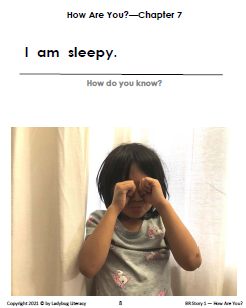 How Are You?—Chapter 7
I am sleepy.
How do you know?
Copyright 2021 © by Ladybug Literacy
8
BR Story 1 — How Are You?